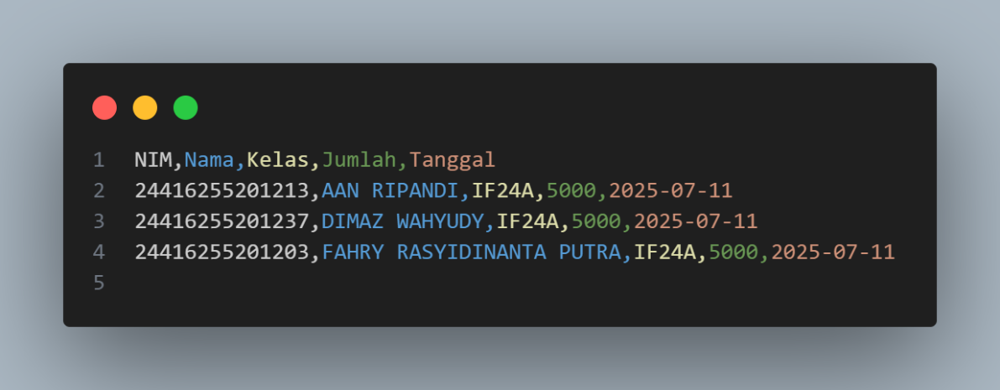 1 NIM,Nama,Kelas,Jumlah,Tanggal
2 24416255201213,AAN RIPANDI,IF24A,5000,2025-07-11
3 24416255201237,DIMAZ WAHYUDY,IF24A,5000,2025-07-11
4 24416255201203,FAHRY RASYIDINANTA PUTRA,IF24A,5000,2025-07-11
5